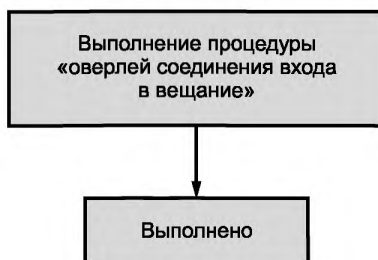 Выполнение процедуры
«оверлей соединения входа
в вещание»
Выполнено